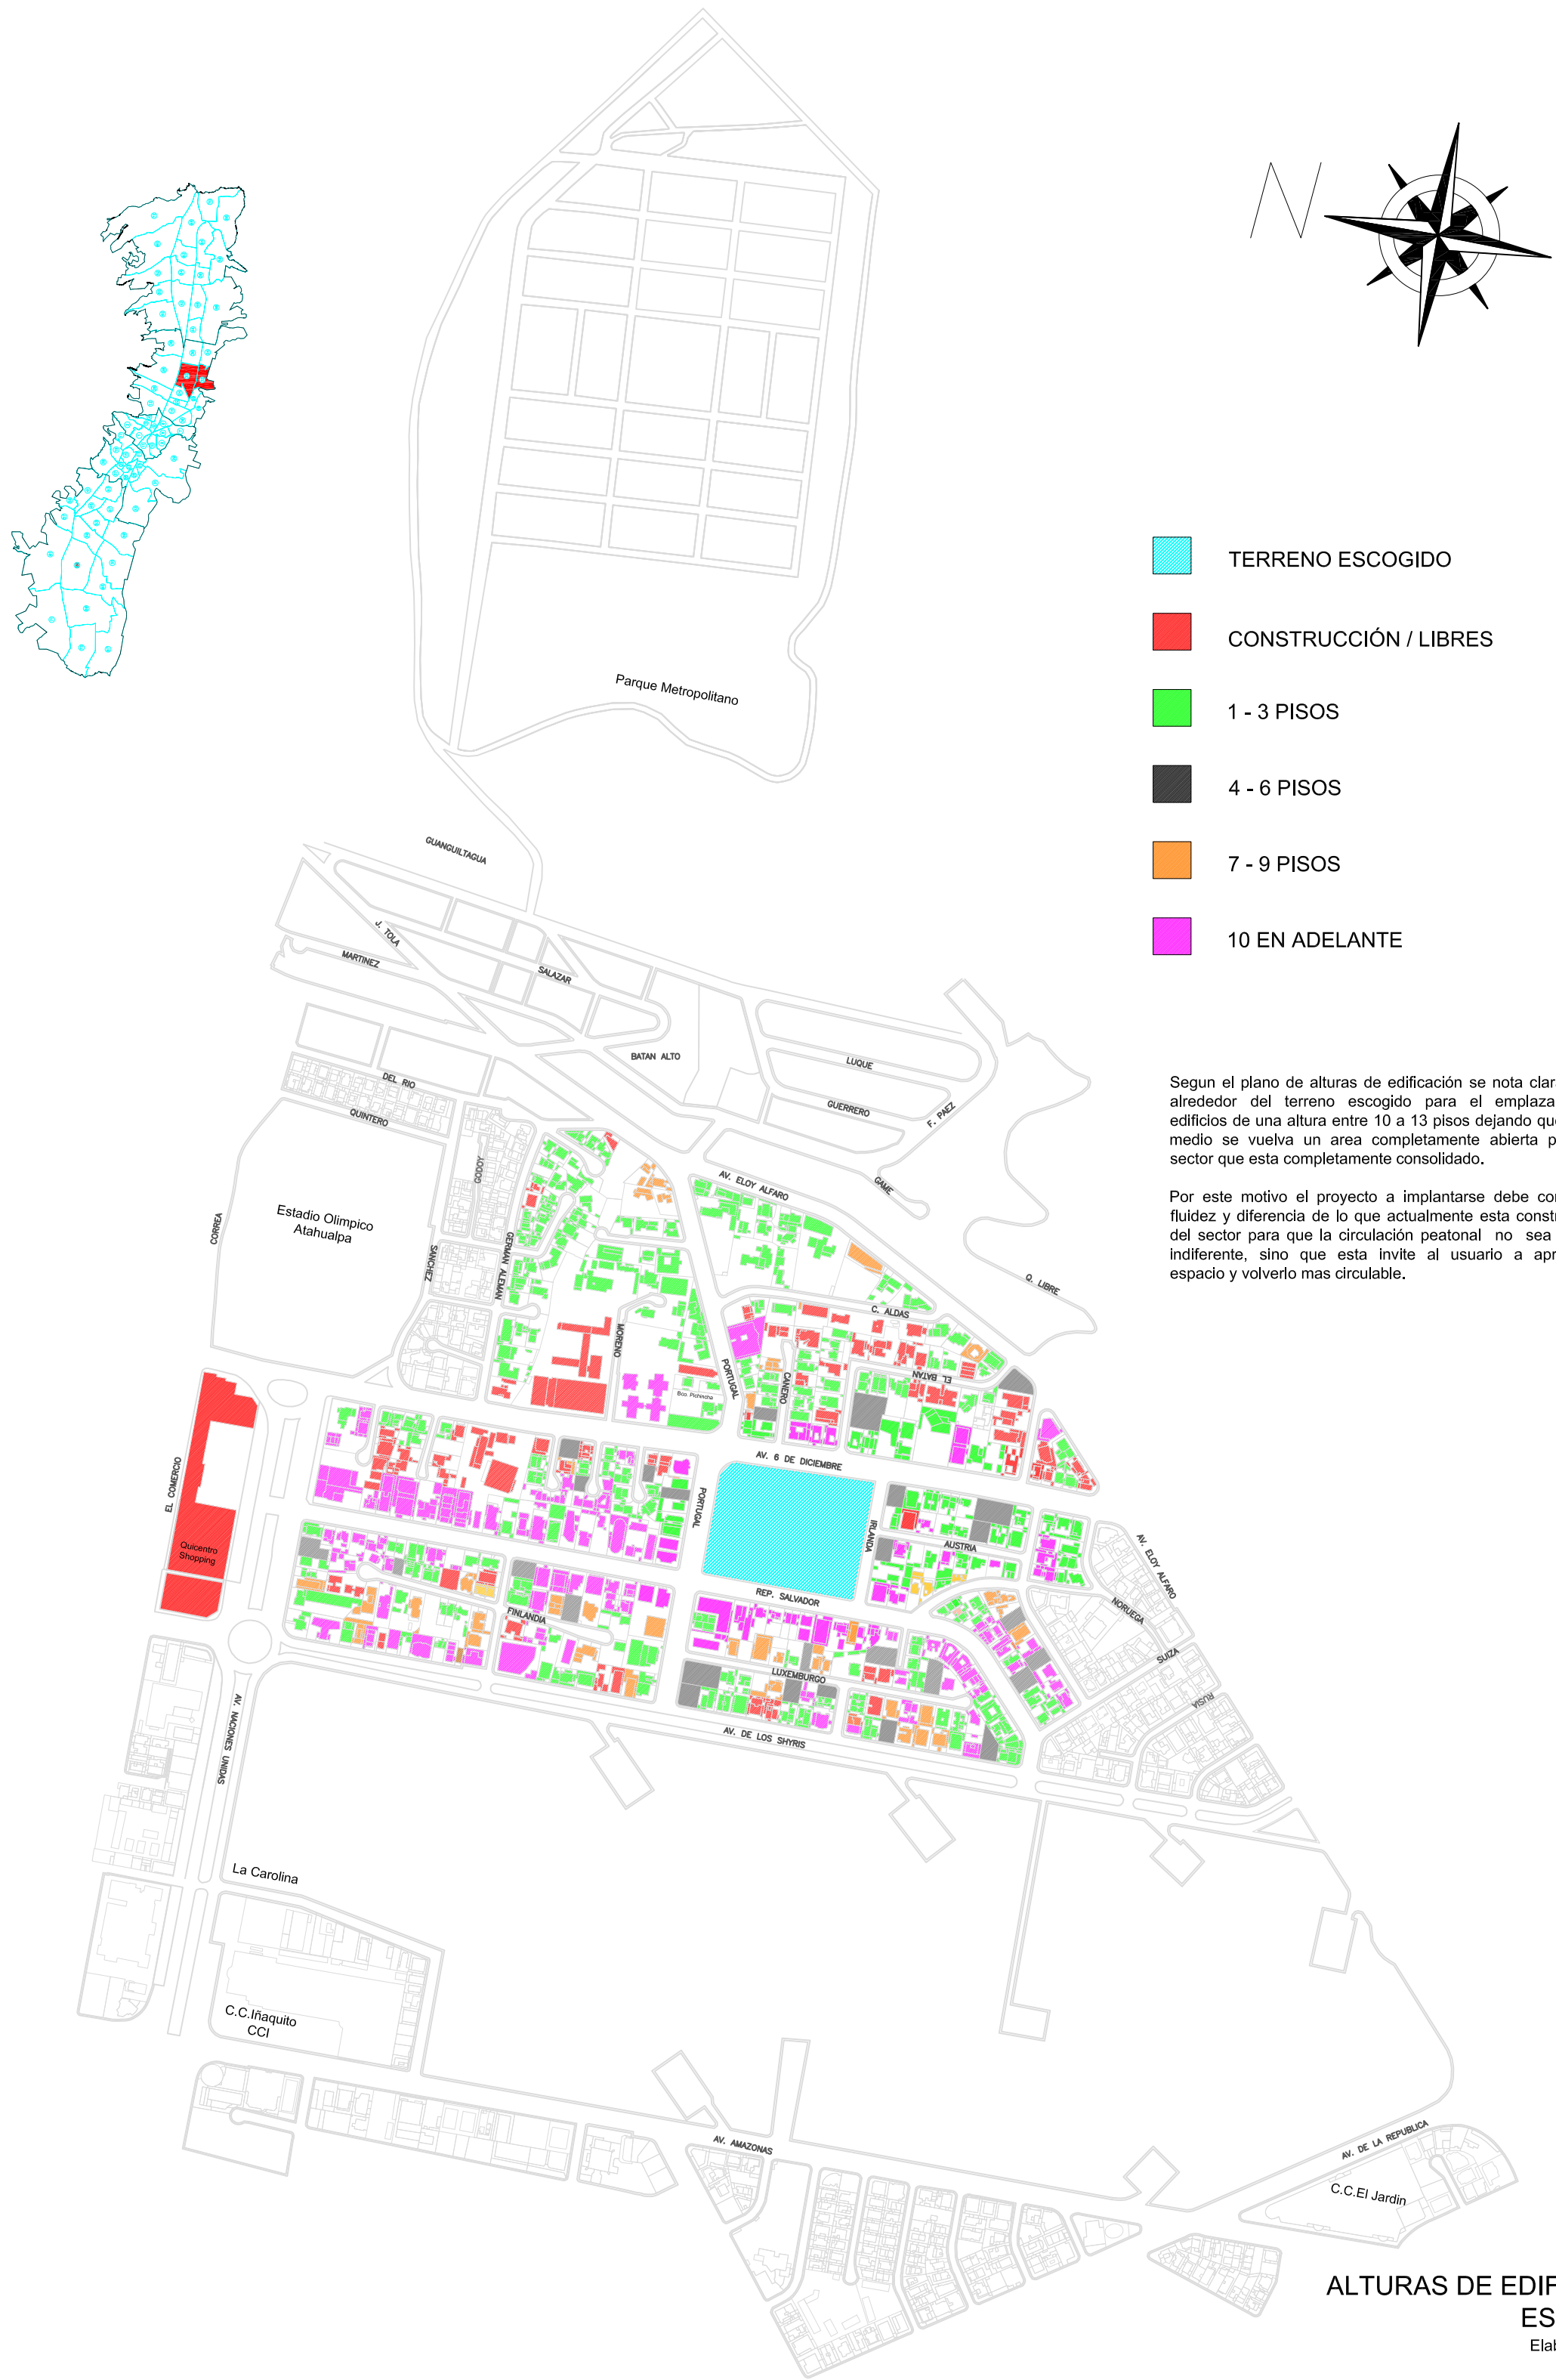 N
TERRENO ESCOGIDO
CONSTRUCCIÓN / LIBRES
1 - 3 PISOS
4 - 6 PISOS
7 - 9 PISOS
10 EN ADELANTE
Parque Metropolitano
GUANGUILTAGUA
J. TOLA
MARTINEZ
SALAZAR
BATAN ALTO
LUQUE
DEL RIO
GUERRERO
F. PAEZ
QUINTERO
GODOY
GAME
AV. ELOY ALFARO
CORREA
Estadio Olimpico
Atahualpa
SANCHEZ
GERMAN ALEMAN
Q. LIBRE
C. ALDAS
MORENO
PORTUGAL
CANERO
EL BATAN
Bco. Pichincha
AV. 6 DE DICIEMBRE
EL COMERCIO
PORTUGAL
IRLANDA
AUSTRIA
AV. ELOY ALFARO
Quicentro
Shopping
REP. SALVADOR
FINLANDIA
NORUEGA
SUIZA
LUXEMBURGO
RUSIA
AV. NACIONES UNIDAS
AV. DE LOS SHYRIS
La Carolina
C.C.Iñaquito
CCI
AV. AMAZONAS
AV. DE LA REPUBLICA
C.C.El Jardin
Segun el plano de alturas de edificación se nota clar
alrededor del terreno escogido para el emplaza
edificios de una altura entre 10 a 13 pisos dejando qu
medio se vuelva un area completamente abierta p
sector que esta completamente consolidado.
Por este motivo el proyecto a implantarse debe co
fluidez y diferencia de lo que actualmente esta constr
del sector para que la circulación peatonal no sea
indiferente, sino que esta invite al usuario a apr
espacio y volverlo mas circulable.
ALTURAS DE EDIF
ES
Elab